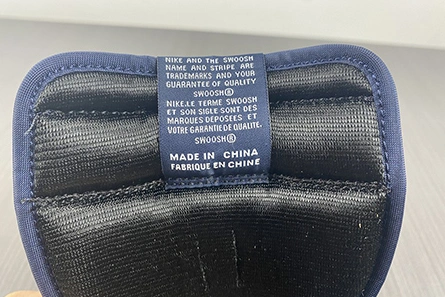 NIKE AND THE SWOOSH
NAME AND STRIPE ARE
TRADEMARKS AND YOUR
GUARANTEE OF QUALITY
SWOOSH®
NIKE.LE TERME SWOOSH
ET SON SIGLE SONT DES
MARQUES DEPOSEES ET
VOTRE GARANTIE DE QUALITE.
SWOOSH®
MADE IN CHINA
FABRIQUE EN CHINE